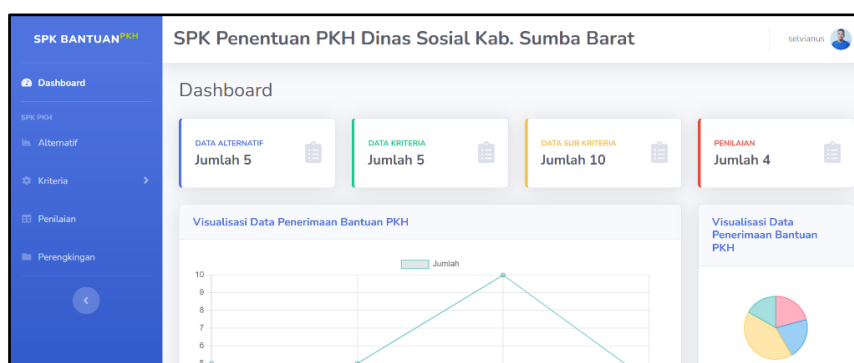 SPK BANTUANPKH
SPK Penentuan PKH Dinas Sosial Kab. Sumba Barat
selvianus
Dashboard
SPK PKH
Alternatif
Kriteria
Penilaian
Perengkingan
Dashboard
DATA ALTERNATIF
Jumlah 5
DATA KRITERIA
Jumlah 5
DATA SUB KRITERIA
Jumlah 10
PENILAIAN
Jumlah 4
Visualisasi Data Penerimaan Bantuan PKH
Jumlah
10
9
8
7
6
Visualisasi Data
Penerimaan Bantuan
PKH